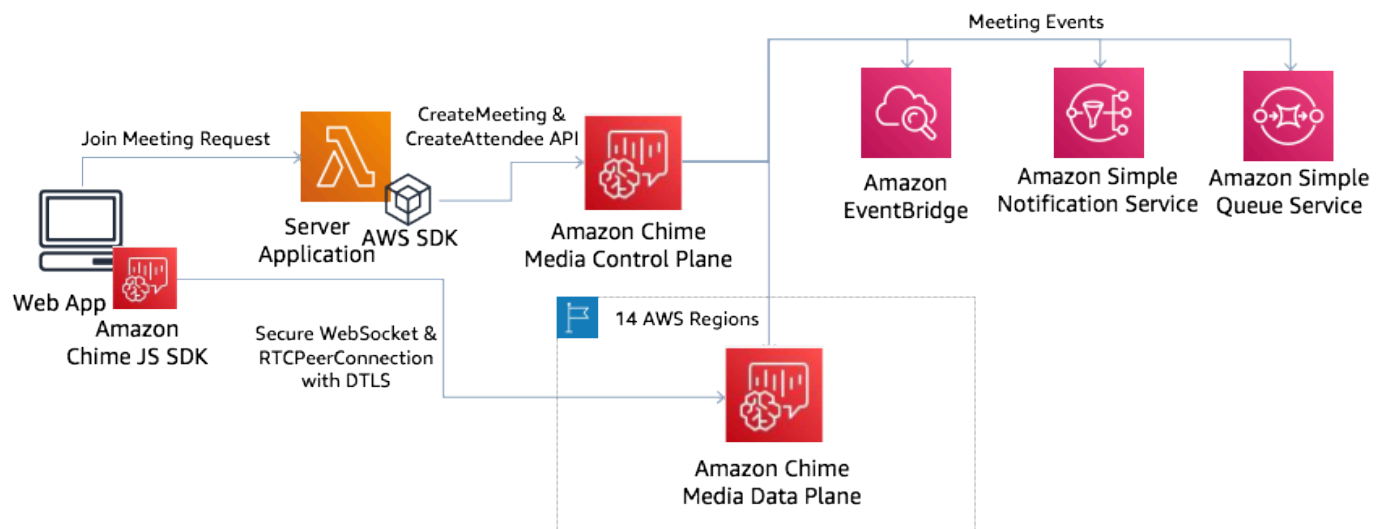 Meeting Events
Join Meeting Request
CreateMeeting &
CreateAttendee API
Amazon
EventBridge
Amazon Simple
Notification Service
Amazon Simple
Queue Service
Server
Application
AWS SDK
Amazon Chime
Media Control Plane
Web App
Amazon
Chime JS SDK
Secure WebSocket &
RTCPeerConnection
with DTLS
14 AWS Regions
Amazon Chime
Media Data Plane